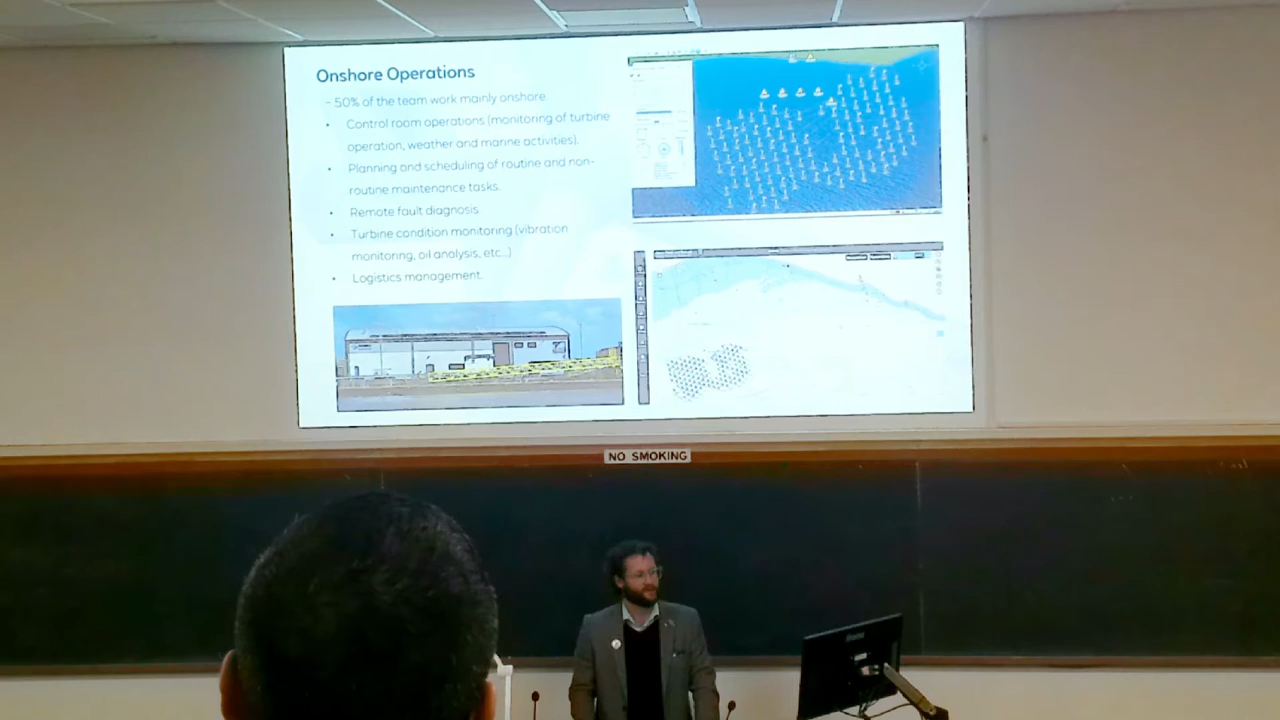 Onshore Operations
- 50% of the team work mainly onshore.
• Control room operations (monitoring of turbine
operation, weather and marine activities).
• Planning and scheduling of routine and non-
routine maintenance tasks.
• Remote fault diagnosis
• Turbine condition monitoring (vibration
monitoring, oil analysis, etc...)
• Logistics management.
NO SMOKING